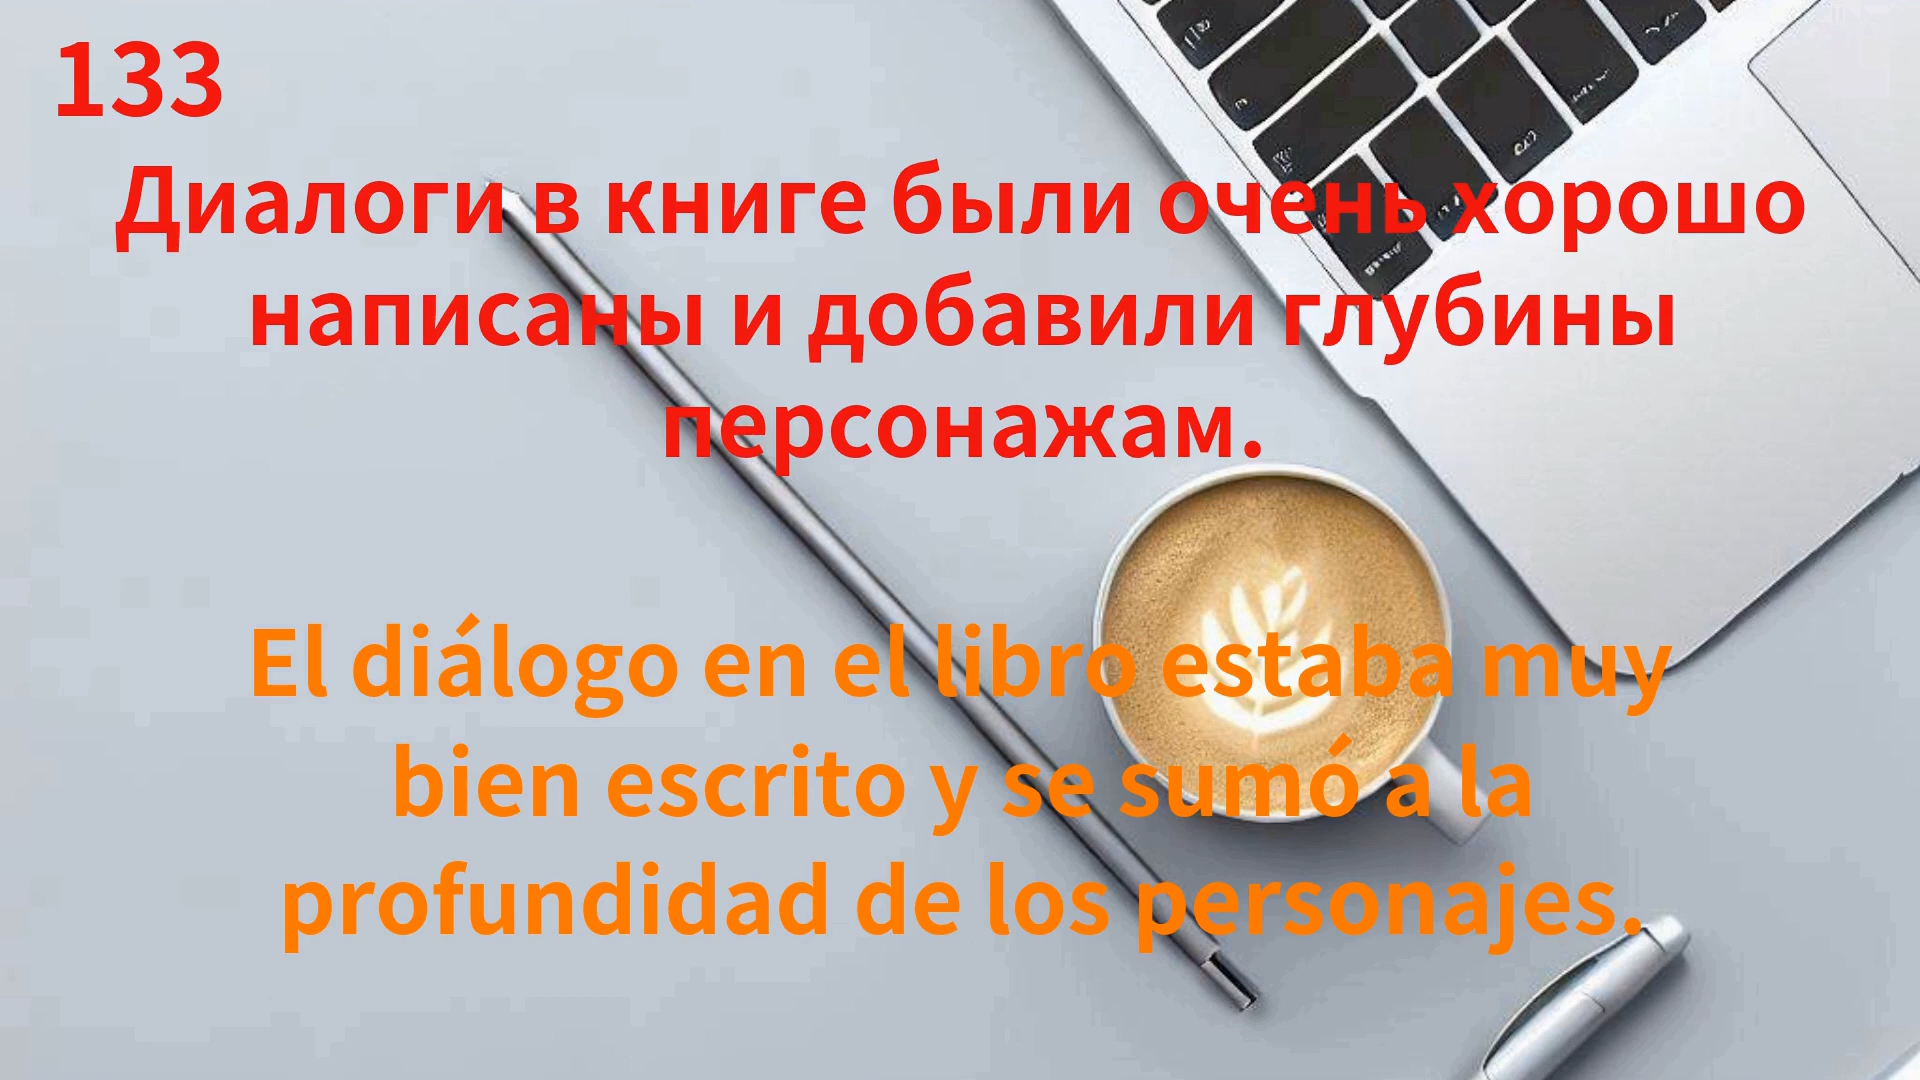 133
Диалоги в книге были очень хорошо
написаны и добавили глубины
персонажам.
El diálogo en el libro estaba muy
bien escrito y se sumó a la
profundidad de los personajes.